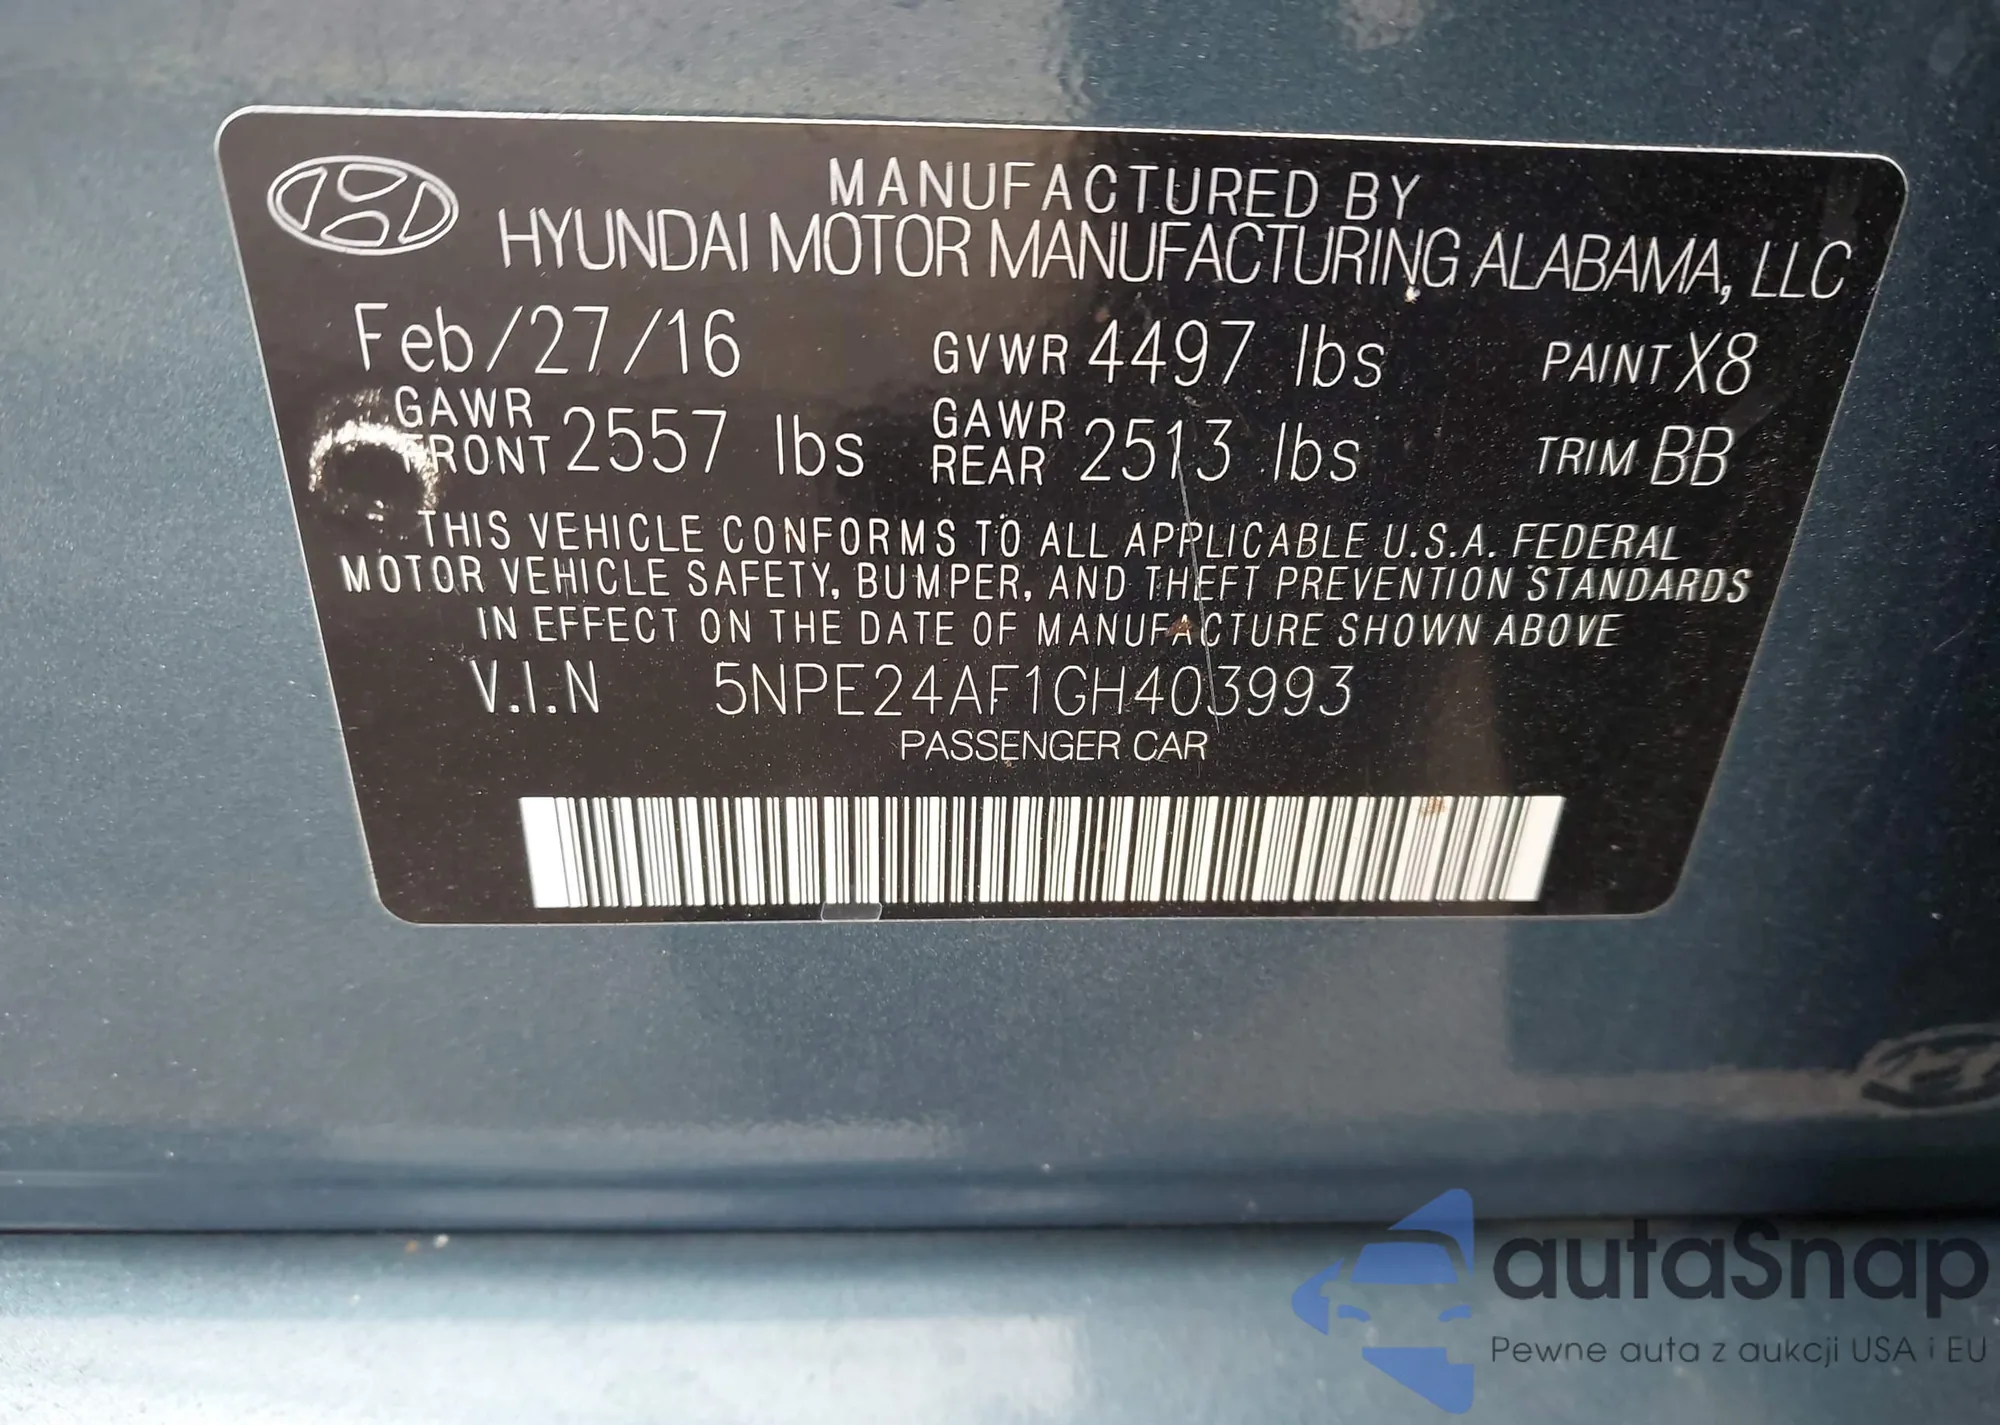 MANUFACTURED BY
HYUNDAI MOTOR MANUFACTURING ALABAMA, LLC
Feb/27/16 GVWR 4497 lbs PAINT X8
GAWR FRONT 2557 lbs GAWR REAR 2513 lbs TRIM BB
THIS VEHICLE CONFORMS TO ALL APPLICABLE U.S.A. FEDERAL
MOTOR VEHICLE SAFETY, BUMPER, AND THEFT PREVENTION STANDARDS
IN EFFECT ON THE DATE OF MANUFACTURE SHOWN ABOVE
V.I.N 5NPE24AF1GH403993
PASSENGER CAR
autaSnap
Pewne auta z aukcji USA i EU